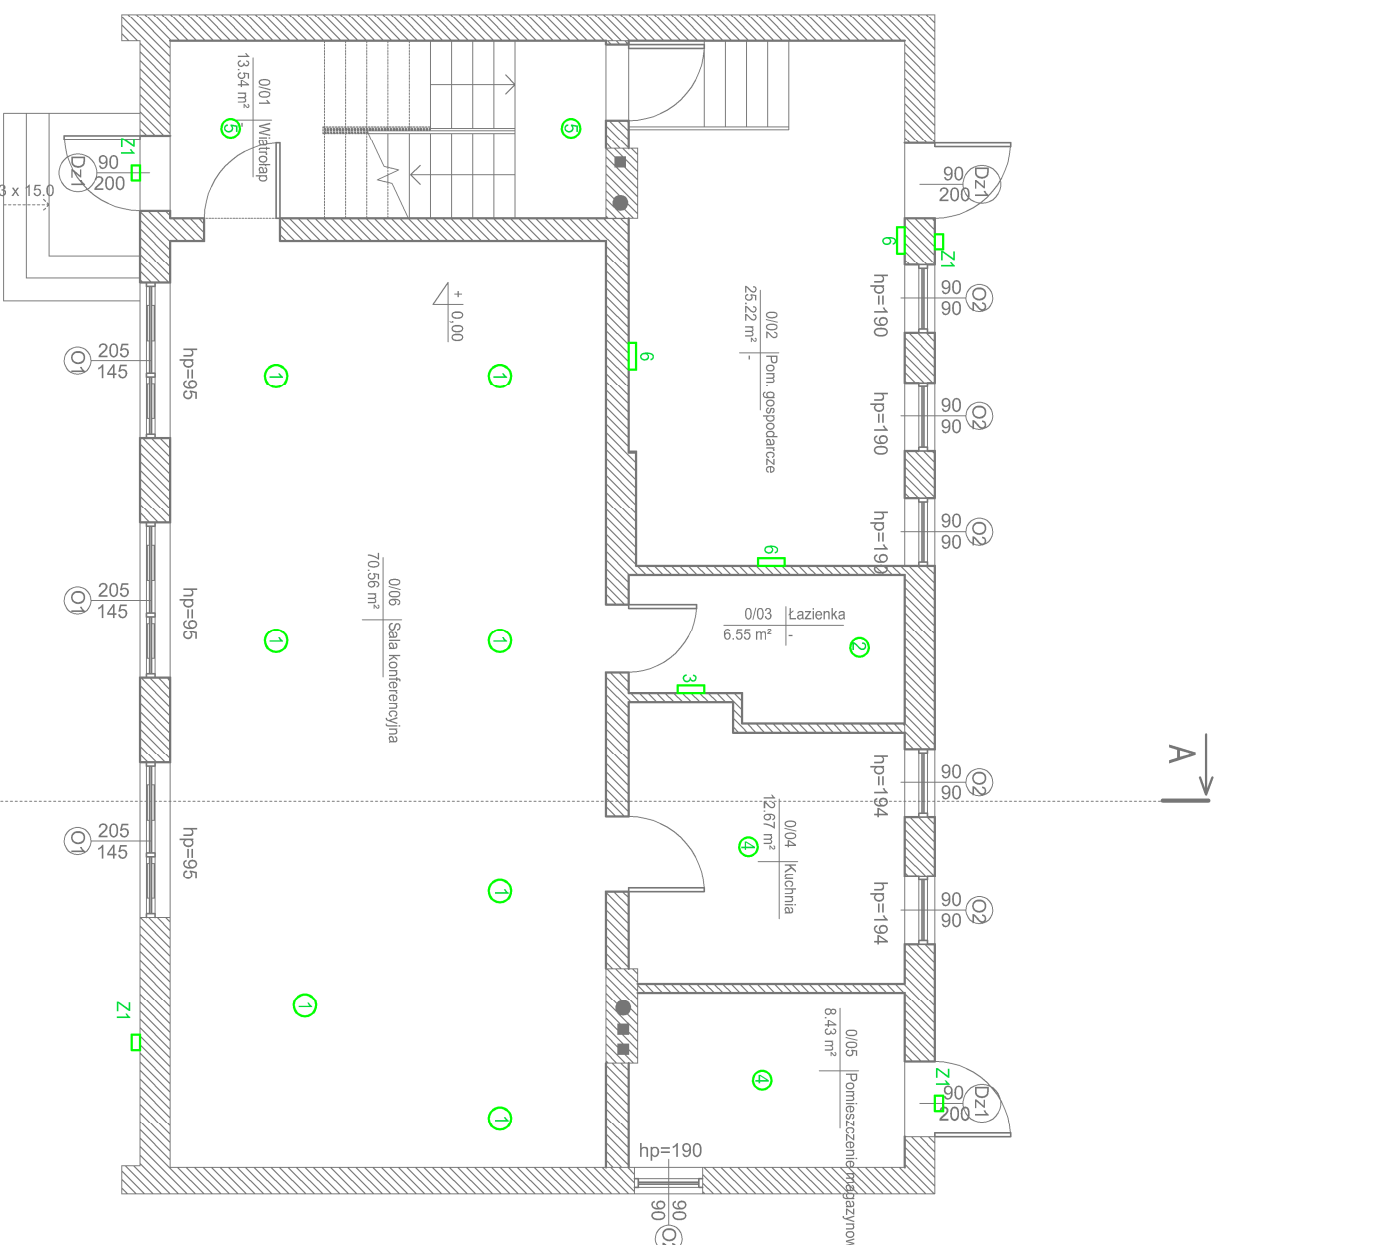 0/01
Wiatrołap
13.54 m²
-
5
5
Z1
Dz1
90
200
3 x 15.0
90
200
Dz1
6
Z1
hp=190
90
90
O2
+
0,00
0/02
Pom. gospodarcze
25.22 m²
-
6
O1
205
145
hp=95
1
1
hp=190
90
90
O2
hp=190
90
90
O2
6
0/06
Sala konferencyjna
70.56 m²
O1
205
145
hp=95
1
1
0/03
Łazienka
6.55 m²
-
2
3
A
hp=194
90
90
O2
0/04
Kuchnia
12.67 m²
4
O1
205
145
hp=95
1
hp=194
90
90
O2
Z1
1
0/05
8.43 m²
4
Z1
90
200
Dz1
1
hp=190
90
90